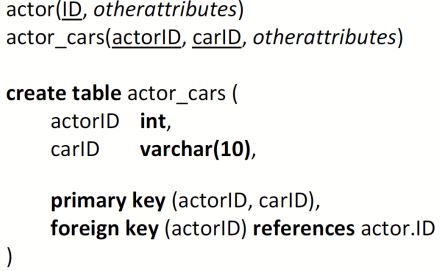 actor(ID, otherattributes)
actor_cars(actorID, carID, otherattributes)
create table actor_cars (
actorID int,
carID varchar(10),
primary key (actorID, carID),
foreign key (actorID) references actor.ID
)